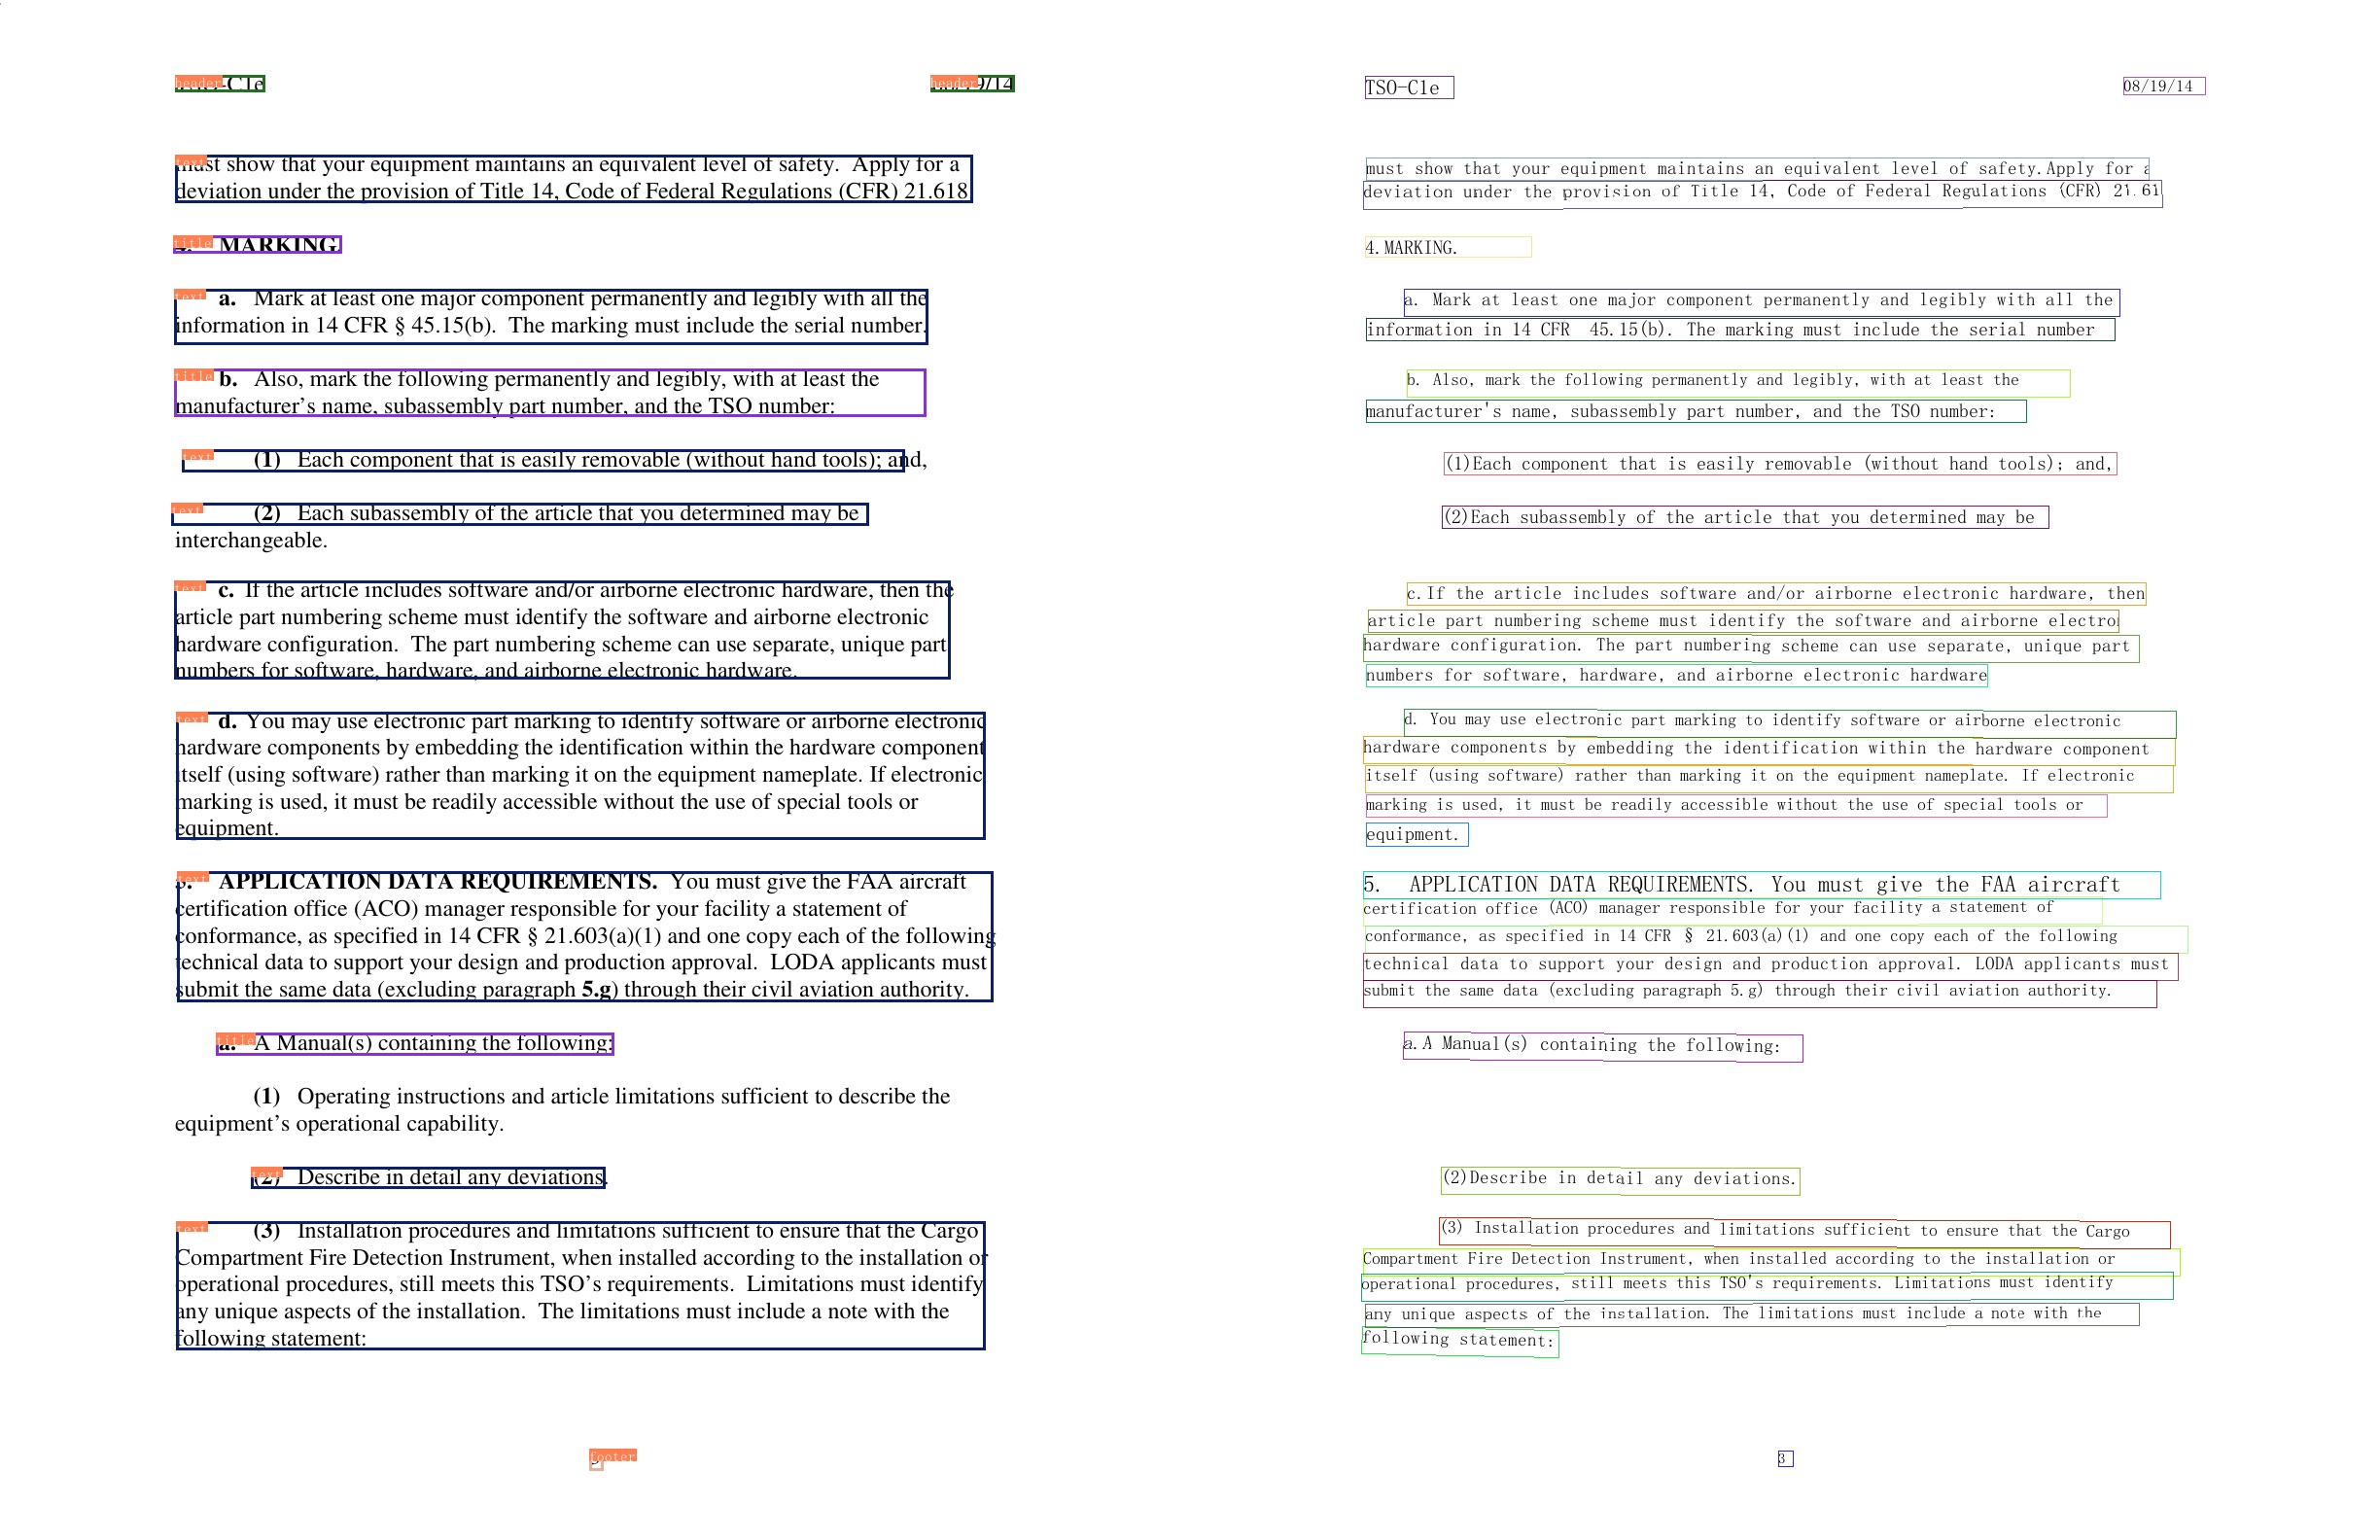 header -C1e
header 9/14
text must show that your equipment maintains an equivalent level of safety.  Apply for a
deviation under the provision of Title 14, Code of Federal Regulations (CFR) 21.618
title MARKING.
text a. Mark at least one major component permanently and legibly with all the
information in 14 CFR § 45.15(b).  The marking must include the serial number.
title b. Also, mark the following permanently and legibly, with at least the
manufacturer’s name, subassembly part number, and the TSO number:
text (1) Each component that is easily removable (without hand tools); and,
text (2) Each subassembly of the article that you determined may be
interchangeable.
text c. If the article includes software and/or airborne electronic hardware, then the
article part numbering scheme must identify the software and airborne electronic
hardware configuration.  The part numbering scheme can use separate, unique part
numbers for software, hardware, and airborne electronic hardware.
text d. You may use electronic part marking to identify software or airborne electronic
hardware components by embedding the identification within the hardware component
itself (using software) rather than marking it on the equipment nameplate. If electronic
marking is used, it must be readily accessible without the use of special tools or
equipment.
text 5. APPLICATION DATA REQUIREMENTS.  You must give the FAA aircraft
certification office (ACO) manager responsible for your facility a statement of
conformance, as specified in 14 CFR § 21.603(a)(1) and one copy each of the following
technical data to support your design and production approval.  LODA applicants must
submit the same data (excluding paragraph 5.g) through their civil aviation authority.
title a. A Manual(s) containing the following:
(1) Operating instructions and article limitations sufficient to describe the
equipment’s operational capability.
text (2) Describe in detail any deviations.
text (3) Installation procedures and limitations sufficient to ensure that the Cargo
Compartment Fire Detection Instrument, when installed according to the installation or
operational procedures, still meets this TSO’s requirements.  Limitations must identify
any unique aspects of the installation.  The limitations must include a note with the
following statement:
footer
TSO-C1e
08/19/14
must show that your equipment maintains an equivalent level of safety.Apply for a
deviation under the provision of Title 14, Code of Federal Regulations (CFR) 21.61
4.MARKING.
a. Mark at least one major component permanently and legibly with all the
information in 14 CFR  45.15(b). The marking must include the serial number
b. Also, mark the following permanently and legibly, with at least the
manufacturer's name, subassembly part number, and the TSO number:
(1)Each component that is easily removable (without hand tools); and,
(2)Each subassembly of the article that you determined may be
c.If the article includes software and/or airborne electronic hardware, then
article part numbering scheme must identify the software and airborne electro
hardware configuration. The part numbering scheme can use separate, unique part
numbers for software, hardware, and airborne electronic hardware
d. You may use electronic part marking to identify software or airborne electronic
hardware components by embedding the identification within the hardware component
itself (using software) rather than marking it on the equipment nameplate. If electronic
marking is used, it must be readily accessible without the use of special tools or
equipment.
5.  APPLICATION DATA REQUIREMENTS. You must give the FAA aircraft
certification office (ACO) manager responsible for your facility a statement of
conformance, as specified in 14 CFR § 21.603(a)(1) and one copy each of the following
technical data to support your design and production approval. LODA applicants must
submit the same data (excluding paragraph 5.g) through their civil aviation authority.
a.A Manual(s) containing the following:
(2)Describe in detail any deviations.
(3) Installation procedures and limitations sufficient to ensure that the Cargo
Compartment Fire Detection Instrument, when installed according to the installation or
operational procedures, still meets this TSO's requirements. Limitations must identify
any unique aspects of the installation. The limitations must include a note with the
following statement:
3